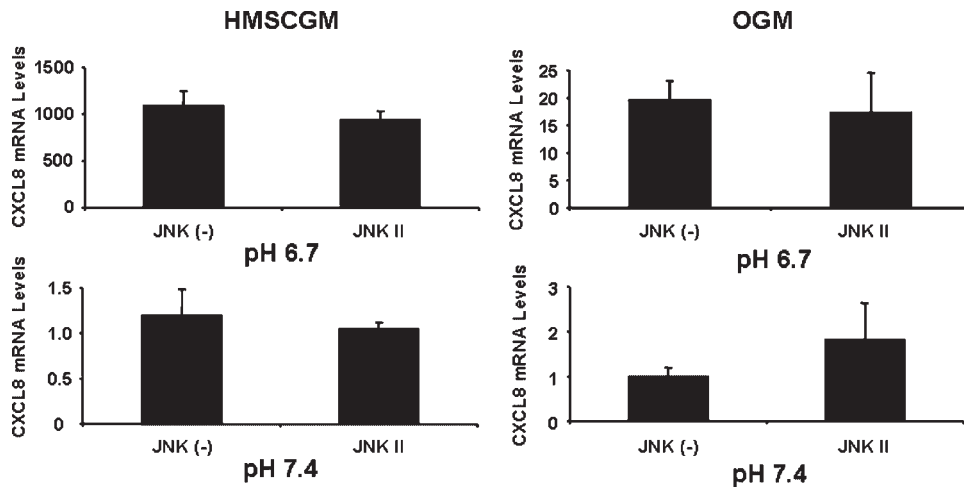 HMSCGM
CXCL8 mRNA Levels
1500
1000
500
0
JNK (-)
JNK II
pH 6.7
CXCL8 mRNA Levels
1.5
1.0
0.5
0
JNK (-)
JNK II
pH 7.4
OGM
CXCL8 mRNA Levels
25
20
15
10
5
0
JNK (-)
JNK II
pH 6.7
CXCL8 mRNA Levels
3
2
1
0
JNK (-)
JNK II
pH 7.4